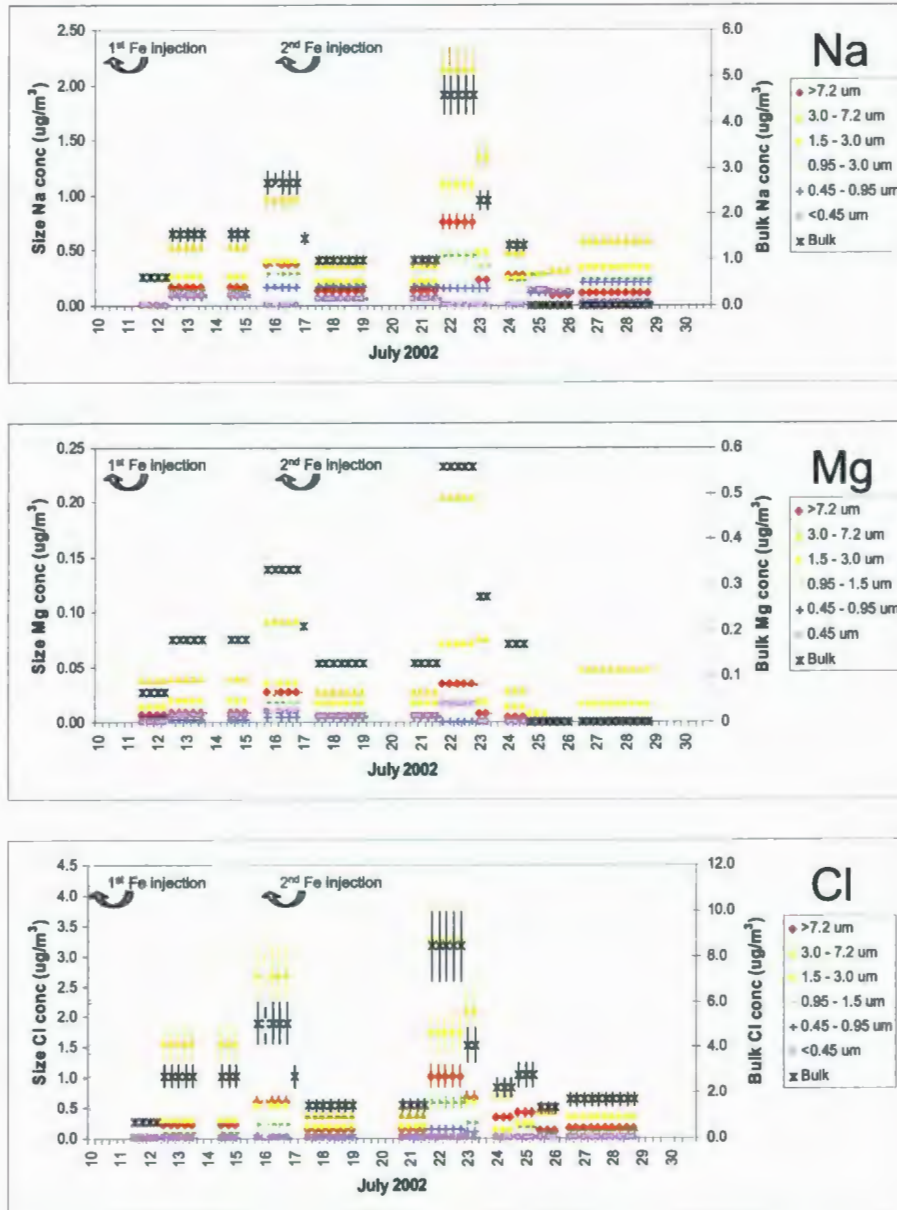 Na
1st Fe injection
2nd Fe injection
2.50
2.00
1.50
1.00
0.50
0.00
Size Na conc (ug/m³)
6.0
5.0
4.0
3.0
2.0
1.0
0.0
Bulk Na conc (ug/m³)
10 11 12 13 14 15 16 17 18 19 20 21 22 23 24 25 26 27 28 29 30
July 2002
>7.2 um
3.0 - 7.2 um
1.5 - 3.0 um
0.95 - 3.0 um
0.45 - 0.95 um
<0.45 um
Bulk
Mg
1st Fe injection
2nd Fe injection
0.25
0.20
0.15
0.10
0.05
0.00
Size Mg conc (ug/m³)
0.6
0.5
0.4
0.3
0.2
0.1
0
Bulk Mg conc (ug/m³)
10 11 12 13 14 15 16 17 18 19 20 21 22 23 24 25 26 27 28 29 30
July 2002
>7.2 um
3.0 - 7.2 um
1.5 - 3.0 um
0.95 - 1.5 um
0.45 - 0.95 um
0.45 um
Bulk
Cl
1st Fe injection
2nd Fe injection
4.5
4.0
3.5
3.0
2.5
2.0
1.5
1.0
0.5
0.0
Size Cl conc (ug/m³)
12.0
10.0
8.0
6.0
4.0
2.0
0.0
Bulk Cl conc (ug/m³)
10 11 12 13 14 15 16 17 18 19 20 21 22 23 24 25 26 27 28 29 30
July 2002
>7.2 um
3.0 - 7.2 um
1.5 - 3.0 um
0.95 - 1.5 um
0.45 - 0.95 um
<0.45 um
Bulk